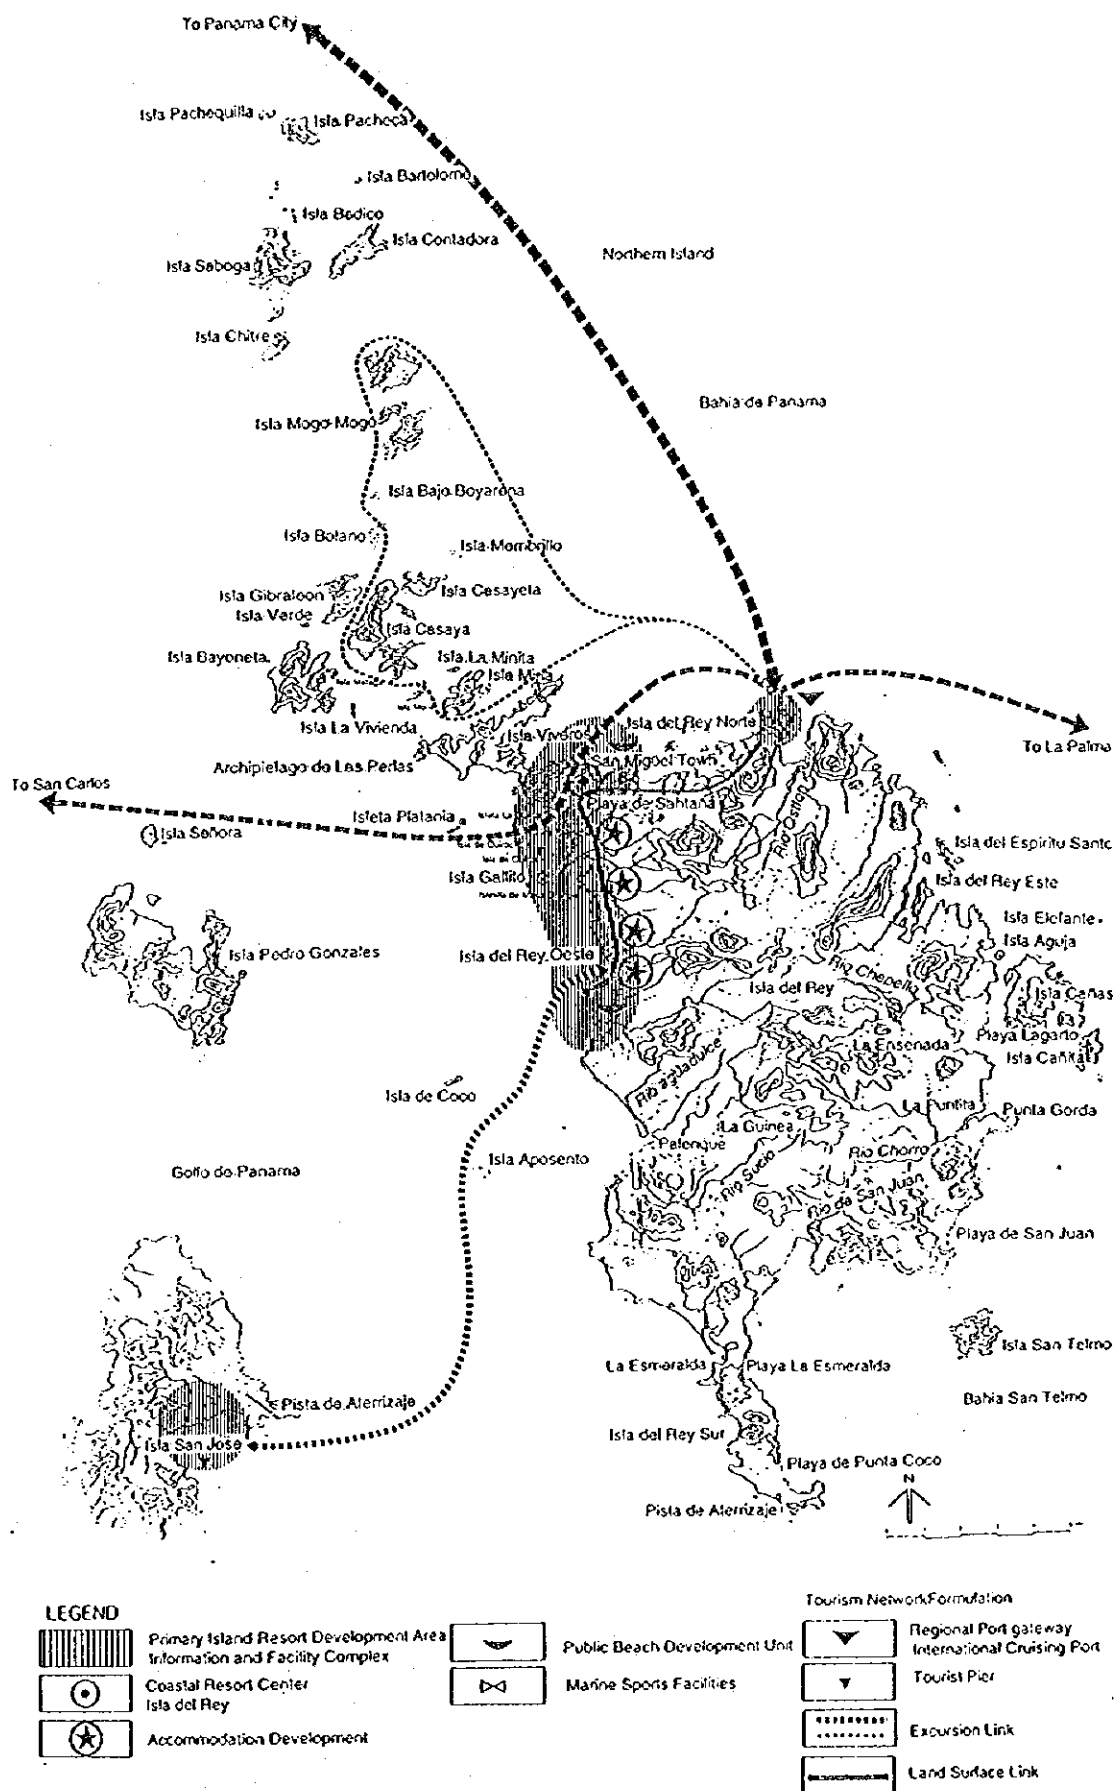 To Panama City
Isla Pachequilla
Isla Pacheca
Isla Bartolomo
Isla Bodico
Isla Contadora
Northern Island
Isla Saboga
Isla Chitre
Bahia de Panama
Isla Mogo-Mogo
Isla Bajo Boyarena
Isla Bolano
Isla Mombrillo
Isla Gibraleon
Isla Casayeta
Isla Verde
Isla Casaya
Isla Bayoneta
Isla La Minita
Isla Mina
Isla La Vivienda
Isla del Rey Norte
Isla Viveros
To La Palma
San Miguel Town
Archipielago de Las Perlas
To San Carlos
Playa de Santana
Rio Ostion
Isleta Platania
Isla Señora
Isla del Espiritu Santo
Isla Gallito
Isla del Rey Este
Isla Elefante
Isla Aguja
Isla Pedro Gonzales
Isla del Rey Oeste
Rio Chepello
Isla del Rey
Isla Cañas
Playa Lagarto
La Ensenada
Isla Cañita
Rio aguadulce
Isla de Coco
La Puntita
Punta Gorda
La Guinea
Palenque
Rio Chorro
Isla Aposento
Rio Sucio
Golfo do Panama
Rio de San Juan
Playa de San Juan
Isla San Telmo
La Esmeralda
Playa La Esmeralda
Bahia San Telmo
Pista de Aterrizaje
Isla del Rey Sur
Isla San Jose
Playa de Punta Coco
N
Pista de Aterrizaje
LEGEND
Primary Island Resort Development Area
Information and Facility Complex
Coastal Resort Center
Isla del Rey
Accommodation Development
Public Beach Development Unit
Marine Sports Facilities
Tourism Network Formulation
Regional Port gateway
International Cruising Port
Tourist Pier
Excursion Link
Land Surface Link